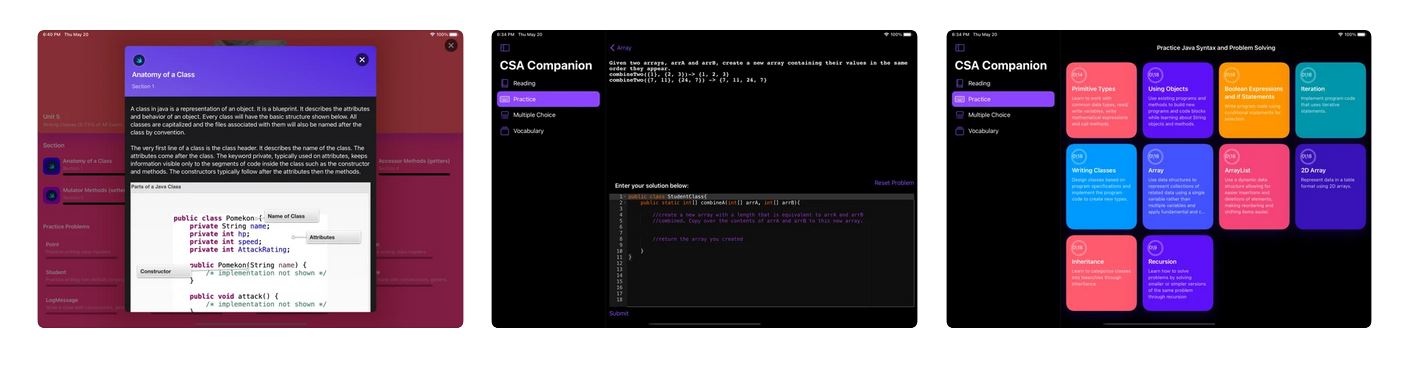 6:40 PM Thu May 20
100%
Anatomy of a Class
Section 1
A class in java is a representation of an object. It is a blueprint. It describes the attributes
and behavior of an object. Every class will have the basic structure shown below. All
classes are capitalized and the files associated with them will also be named after the
class by convention.
The very first line of a class is the class header. It describes the name of the class. The
attributes come after the class. The keyword private, typically used on attributes, keeps
information visible only to the segments of code inside the class such as the constructor
and methods. The constructors typically follow after the attributes then the methods.
Parts of a Java Class
public class Pomekon {
Name of Class
private String name;
private int hp;
private int speed;
private int AttackRating;
Attributes
public Pomekon(String name) {
Constructor
/* implementation not shown */
}
public void attack() {
/* implementation not shown */
Unit 5
Section
Anatomy of a Class
Section 1
Accessor Methods (getters)
Mutator Methods (setters
Practice Problems
Point
Student
LogMessage
6:34 PM Thu May 20
100%
CSA Companion
Reading
Practice
Multiple Choice
Vocabulary
Array
Given two arrays, arrA and arrB, create a new array containing their values in the same
order they appear.
combineTwo({1}, {2, 3})-> {1, 2, 3}
combineTwo({7, 11}, {24, 7}) -> {7, 11, 24, 7}
Enter your solution below:
Reset Problem
1 public class StudentClass{
2 public static int[] combineA(int[] arrA, int[] arrB){
3
4 //create a new array with a length that is equivalent to arrA and arrB
5 //combined. Copy over the contents of arrA and arrB to this new array.
6
7
8 //return the array you created
9
10 }
11 }
12
13
14
15
16
17
18
Submit
6:34 PM Thu May 20
100%
CSA Companion
Reading
Practice
Multiple Choice
Vocabulary
Practice Java Syntax and Problem Solving
Primitive Types
Learn to work with
common data types, read/
write variables, write
mathematical expressions
and call methods.
Using Objects
Use existing programs and
methods to build new
programs and code blocks
while learning about String
objects and methods.
Boolean Expressions
and If Statements
Write program code using
conditional statements for
selection.
Iteration
Implement program code
that uses iterative
statements.
Writing Classes
Design classes based on
program specifications and
implement the program
code to create new types.
Array
Use data structures to
represent collections of
related data using a single
variable rather than
multiple variables and
apply fundamental and c...
ArrayList
Use a dynamic data
structure allowing for
easier insertions and
deletions of elements,
making reordering and
shifting items easier.
2D Array
Represent data in a table
format using 2D arrays.
Inheritance
Learn to categorize classes
into hierarchies through
inheritance
Recursion
Learn how to solve
problems by solving
smaller or simpler versions
of the same problem
through recursion